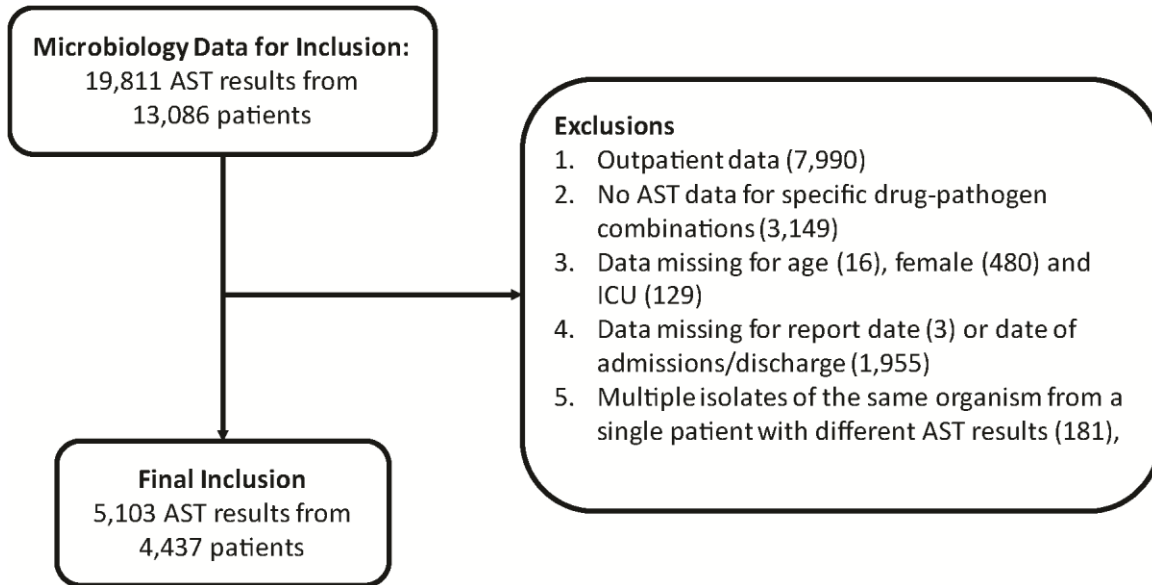 Microbiology Data for Inclusion:
19,811 AST results from
13,086 patients
Exclusions
1. Outpatient data (7,990)
2. No AST data for specific drug-pathogen
combinations (3,149)
3. Data missing for age (16), female (480) and
ICU (129)
4. Data missing for report date (3) or date of
admissions/discharge (1,955)
5. Multiple isolates of the same organism from a
single patient with different AST results (181),
Final Inclusion
5,103 AST results from
4,437 patients